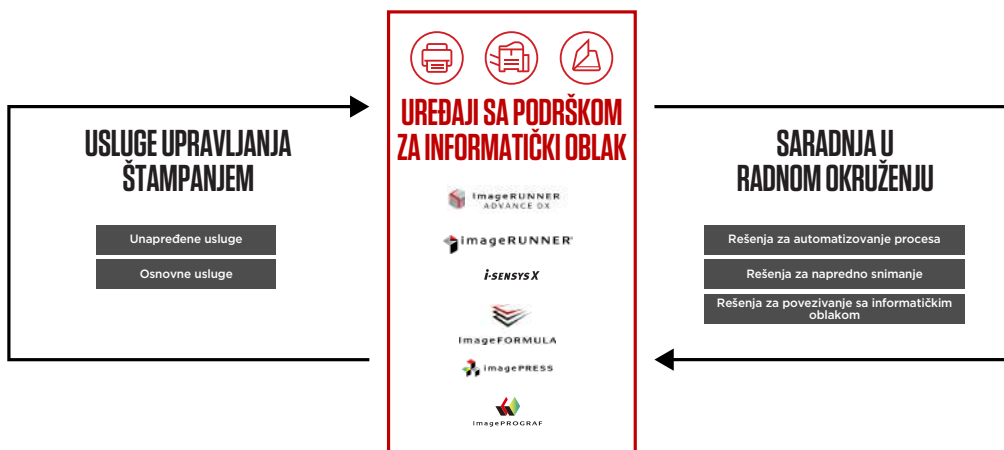 USLUGE UPRAVLJANJA
ŠTAMPANJEM
Unapređene usluge
Osnovne usluge
UREĐAJI SA PODRŠKOM
ZA INFORMATIČKI OBLAK
imageRUNNER
ADVANCE DX
imageRUNNER
i-SENSYS X
imageFORMULA
imagePRESS
imagePROGRAF
SARADNJA U
RADNOM OKRUŽENJU
Rešenja za automatizovanje procesa
Rešenja za napredno snimanje
Rešenja za povezivanje sa informatičkim
oblakom